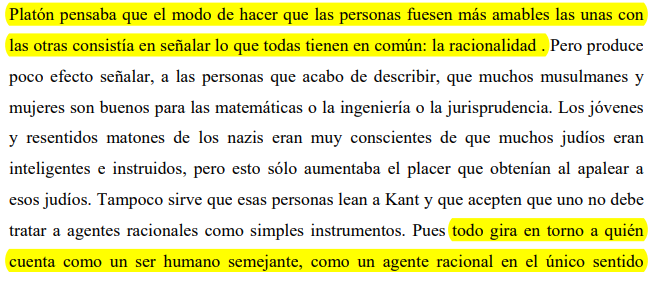 Platón pensaba que el modo de hacer que las personas fuesen más amables las unas con
las otras consistía en señalar lo que todas tienen en común: la racionalidad . Pero produce
poco efecto señalar, a las personas que acabo de describir, que muchos musulmanes y
mujeres son buenos para las matemáticas o la ingeniería o la jurisprudencia. Los jóvenes
y resentidos matones de los nazis eran muy conscientes de que muchos judíos eran
inteligentes e instruidos, pero esto sólo aumentaba el placer que obtenían al apalear a
esos judíos. Tampoco sirve que esas personas lean a Kant y que acepten que uno no debe
tratar a agentes racionales como simples instrumentos. Pues todo gira en torno a quién
cuenta como un ser humano semejante, como un agente racional en el único sentido